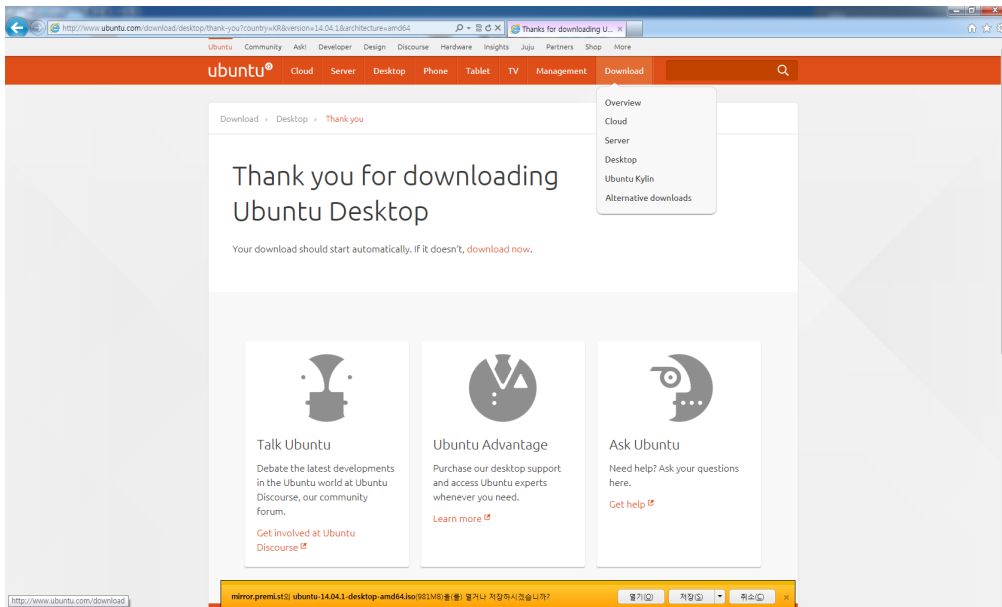 http://www.ubuntu.com/download/desktop/thank-you?country=KR&version=14.04.1&architecture=amd64
Thanks for downloading U...
Ubuntu Community Ask! Developer Design Discourse Hardware Insights Juju Partners Shop More
ubuntu® Cloud Server Desktop Phone Tablet TV Management Download
Overview
Cloud
Server
Desktop
Ubuntu Kylin
Alternative downloads
Download › Desktop › Thank you
Thank you for downloading
Ubuntu Desktop
Your download should start automatically. If it doesn't, download now.
Talk Ubuntu
Debate the latest developments
in the Ubuntu world at Ubuntu
Discourse, our community
forum.
Get involved at Ubuntu
Discourse
Ubuntu Advantage
Purchase our desktop support
and access Ubuntu experts
whenever you need.
Learn more
Ask Ubuntu
Need help? Ask your questions
here.
Get help
mirror.premi.st의 ubuntu-14.04.1-desktop-amd64.iso(981MB)을(를) 열거나 저장하시겠습니까?
열기(O) 저장(S) 취소(C)
http://www.ubuntu.com/download